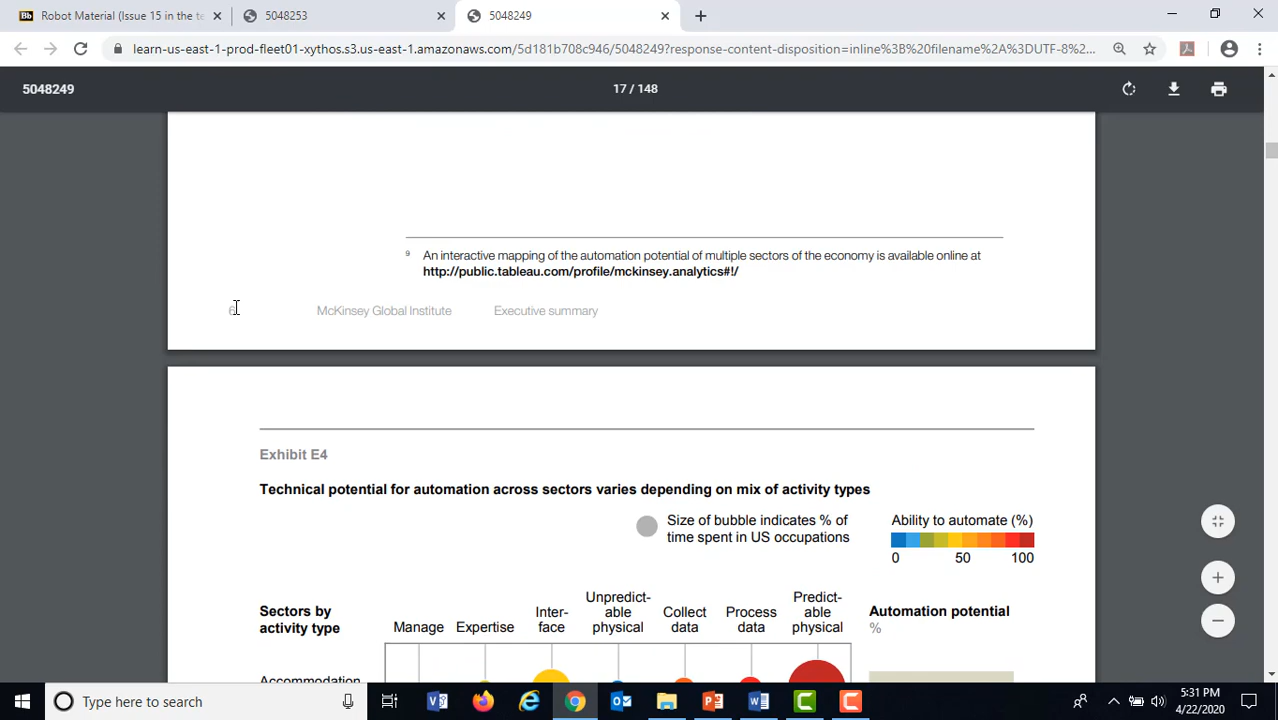 Robot Material (Issue 15 in the te
5048253
5048249
learn-us-east-1-prod-fleet01-xythos.s3.us-east-1.amazonaws.com/5d181b708c946/5048249?response-content-disposition=inline%3B%20filename%2A%3DUTF-8%2...
5048249
17 / 148
9 An interactive mapping of the automation potential of multiple sectors of the economy is available online at
http://public.tableau.com/profile/mckinsey.analytics#!/
6 McKinsey Global Institute Executive summary
Exhibit E4
Technical potential for automation across sectors varies depending on mix of activity types
Size of bubble indicates % of
time spent in US occupations
Ability to automate (%)
0 50 100
Sectors by
activity type
Manage
Expertise
Inter-
face
Unpredict-
able
physical
Collect
data
Process
data
Predict-
able
physical
Automation potential
%
Accommodation
Type here to search
5:31 PM
4/22/2020